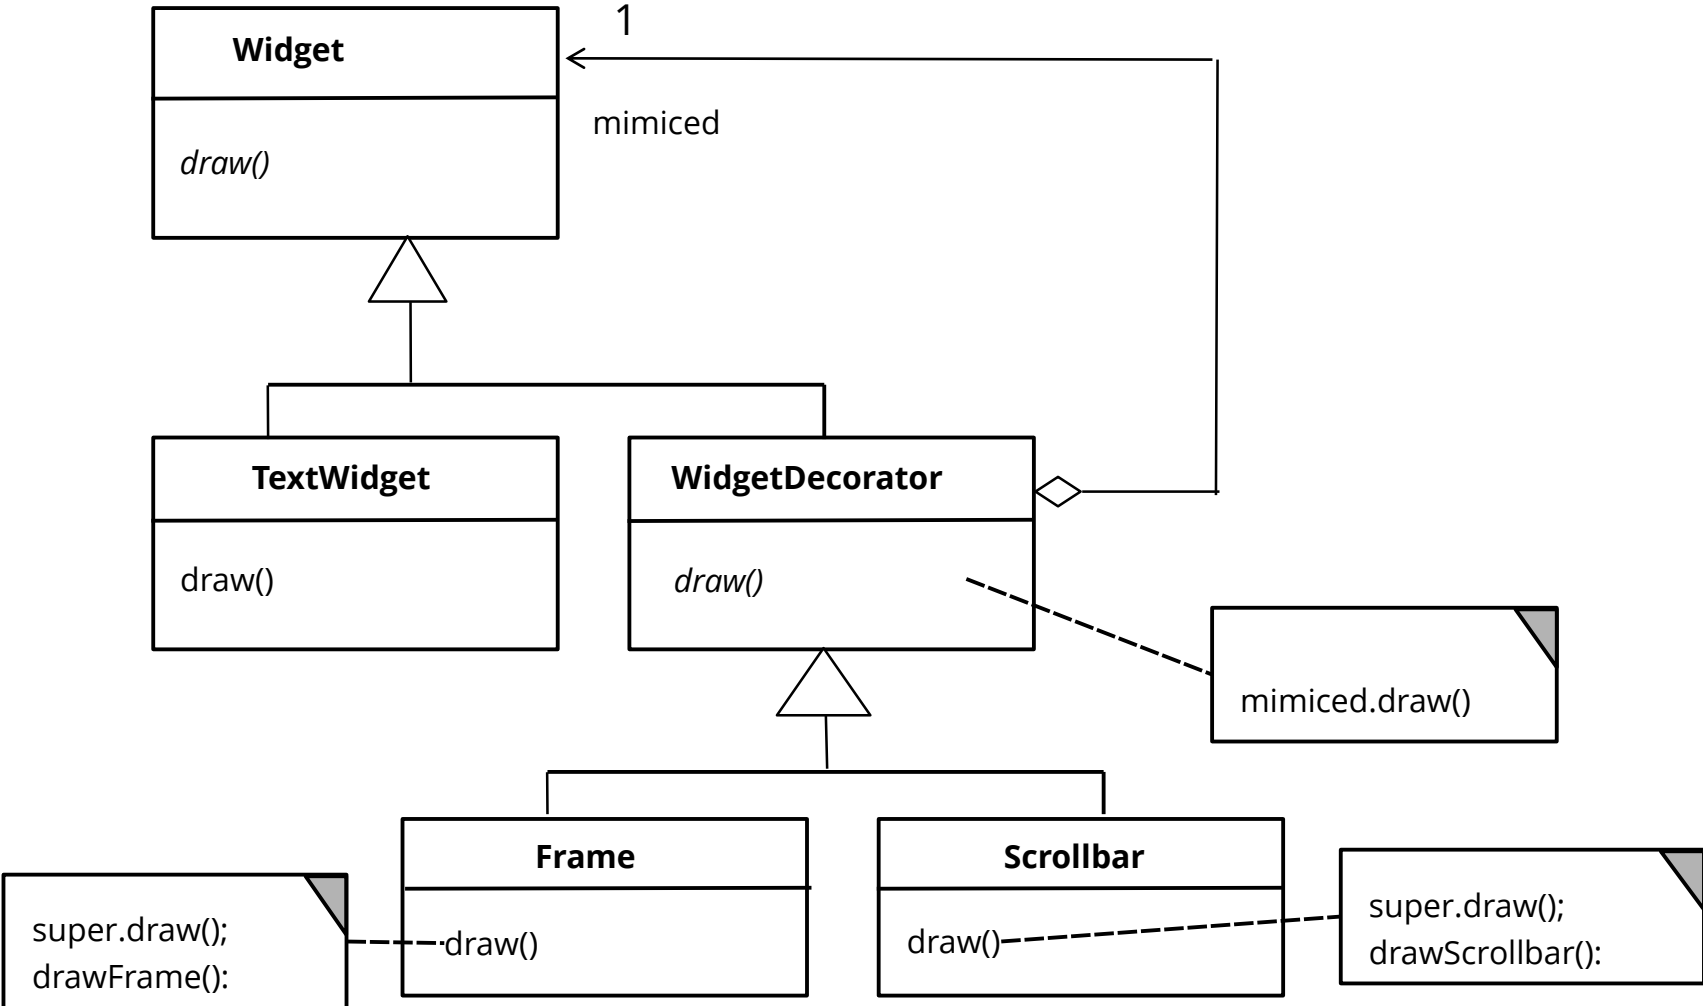 1
Widget
mimiced
draw()
TextWidget
WidgetDecorator
draw()
draw()
mimiced.draw()
Frame
Scrollbar
super.draw();
drawFrame():
draw()
draw()
super.draw();
drawScrollbar():